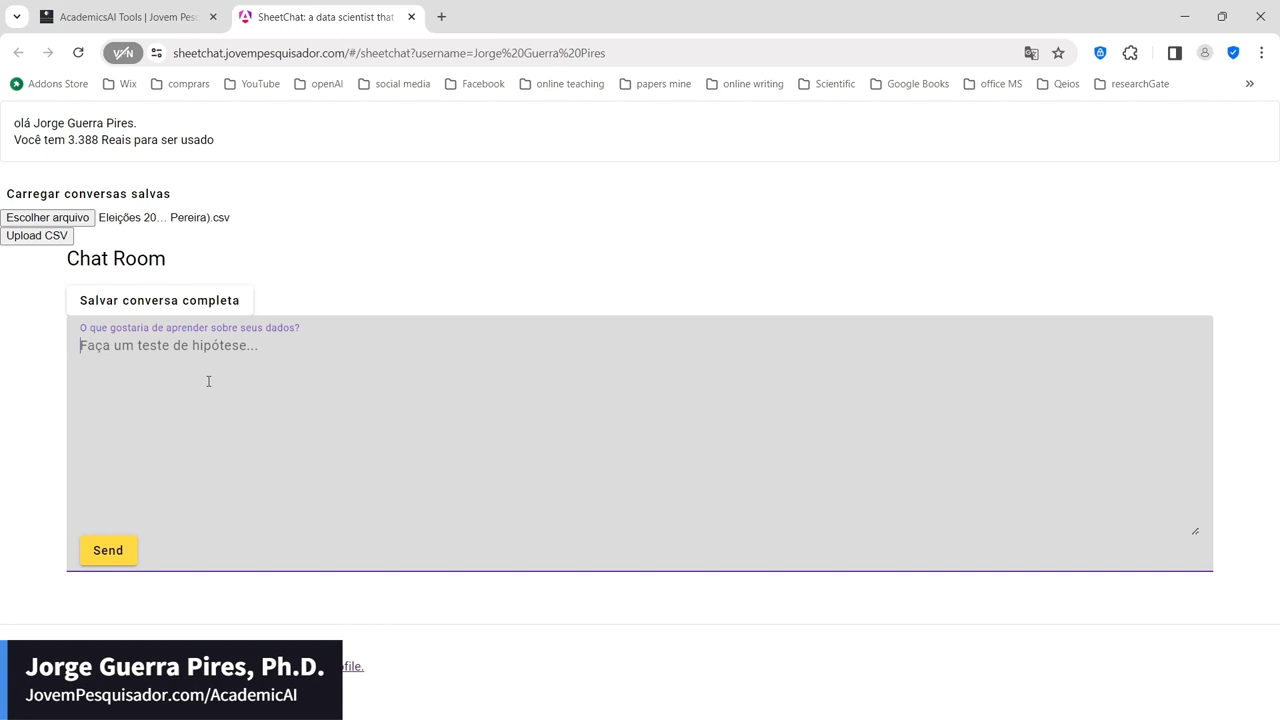 AcademicsAI Tools | Jovem Pesq
SheetChat: a data scientist that
sheetchat.jovempesquisador.com/#/sheetchat?username=Jorge%20Guerra%20Pires
Addons Store Wix comprars YouTube openAI social media Facebook online teaching papers mine online writing Scientific Google Books office MS Qeios researchGate »
olá Jorge Guerra Pires.
Você tem 3.388 Reais para ser usado
Carregar conversas salvas
Escolher arquivo Eleições 20… Pereira).csv
Upload CSV
Chat Room
Salvar conversa completa
O que gostaria de aprender sobre seus dados?
Faça um teste de hipótese...
Send
ofile.
Jorge Guerra Pires, Ph.D.
JovemPesquisador.com/AcademicAI